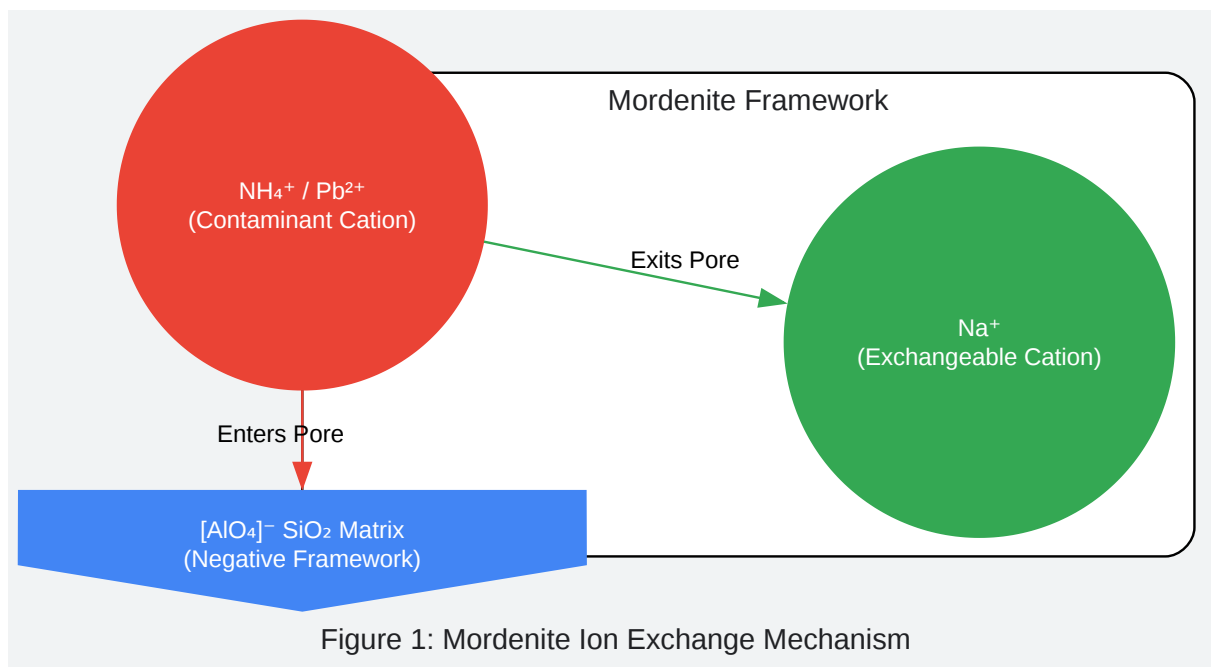 Mordenite Framework
NH₄⁺ / Pb²⁺
(Contaminant Cation)
Exits Pore
Na⁺
(Exchangeable Cation)
Enters Pore
[AlO₄]⁻ SiO₂ Matrix
(Negative Framework)
Figure 1: Mordenite Ion Exchange Mechanism